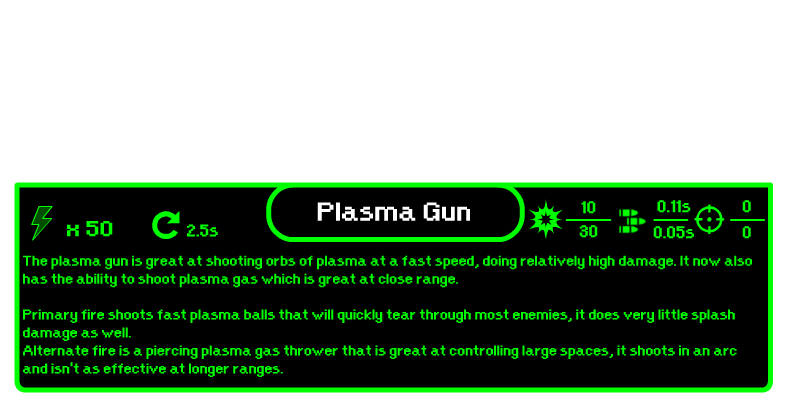 Plasma Gun
x 50
2.5s
10
30
0.11s
0.05s
0
0
The plasma gun is great at shooting orbs of plasma at a fast speed, doing relatively high damage. It now also
has the ability to shoot plasma gas which is great at close range.
Primary fire shoots fast plasma balls that will quickly tear through most enemies, it does very little splash
damage as well.
Alternate fire is a piercing plasma gas thrower that is great at controlling large spaces, it shoots in an arc
and isn't as effective at longer ranges.